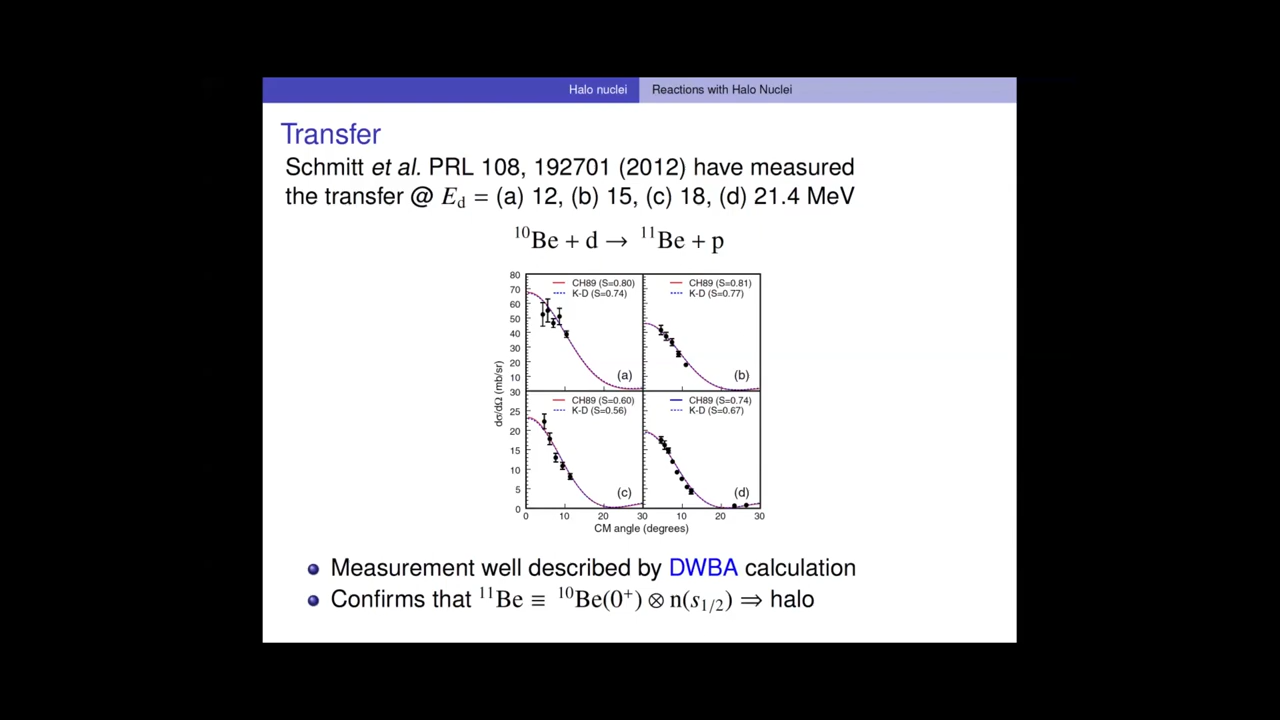 Halo nuclei Reactions with Halo Nuclei
Transfer
Schmitt et al. PRL 108, 192701 (2012) have measured
the transfer @ E_d = (a) 12, (b) 15, (c) 18, (d) 21.4 MeV
¹⁰Be + d → ¹¹Be + p
80
70
60
50
40
30
20
10
CH89 (S=0.80)
K-D (S=0.74)
(a)
CH89 (S=0.81)
K-D (S=0.77)
(b)
dσ/dΩ (mb/sr)
30
25
20
15
10
5
0
CH89 (S=0.60)
K-D (S=0.56)
(c)
CH89 (S=0.74)
K-D (S=0.67)
(d)
0 10 20 30 10 20 30
CM angle (degrees)
Measurement well described by DWBA calculation
Confirms that ¹¹Be ≡ ¹⁰Be(0⁺) ⊗ n(s₁/₂) ⇒ halo